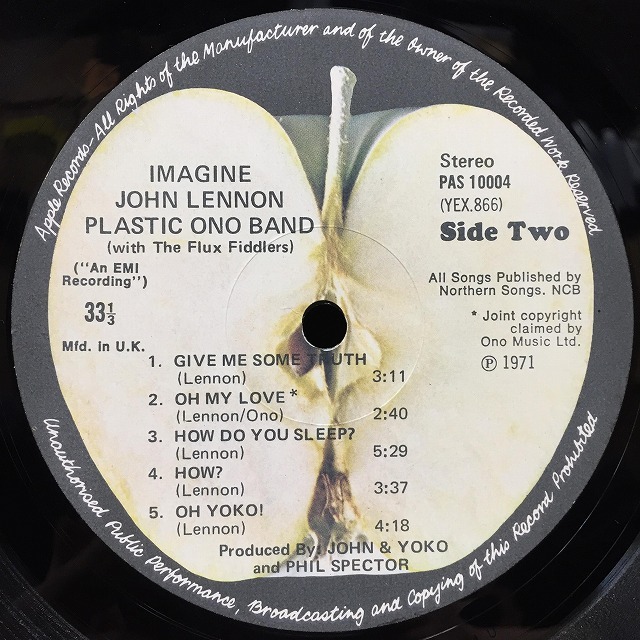 Apple Records-All Rights of the Manufacturer and of the Owner of the Recorded Work Reserved
IMAGINE
JOHN LENNON
PLASTIC ONO BAND
(with The Flux Fiddlers)
("An EMI
Recording")
33⅓
Mfd. in U.K.
Stereo
PAS 10004
(YEX.866)
Side Two
All Songs Published by
Northern Songs. NCB
* Joint copyright
claimed by
Ono Music Ltd.
℗ 1971
1. GIVE ME SOME TRUTH
(Lennon) 3:11
2. OH MY LOVE *
(Lennon/Ono) 2:40
3. HOW DO YOU SLEEP?
(Lennon) 5:29
4. HOW?
(Lennon) 3:37
5. OH YOKO!
(Lennon) 4:18
Produced By: JOHN & YOKO
and PHIL SPECTOR
Unauthorised Public Performance, Broadcasting and Copying of this Record Prohibited